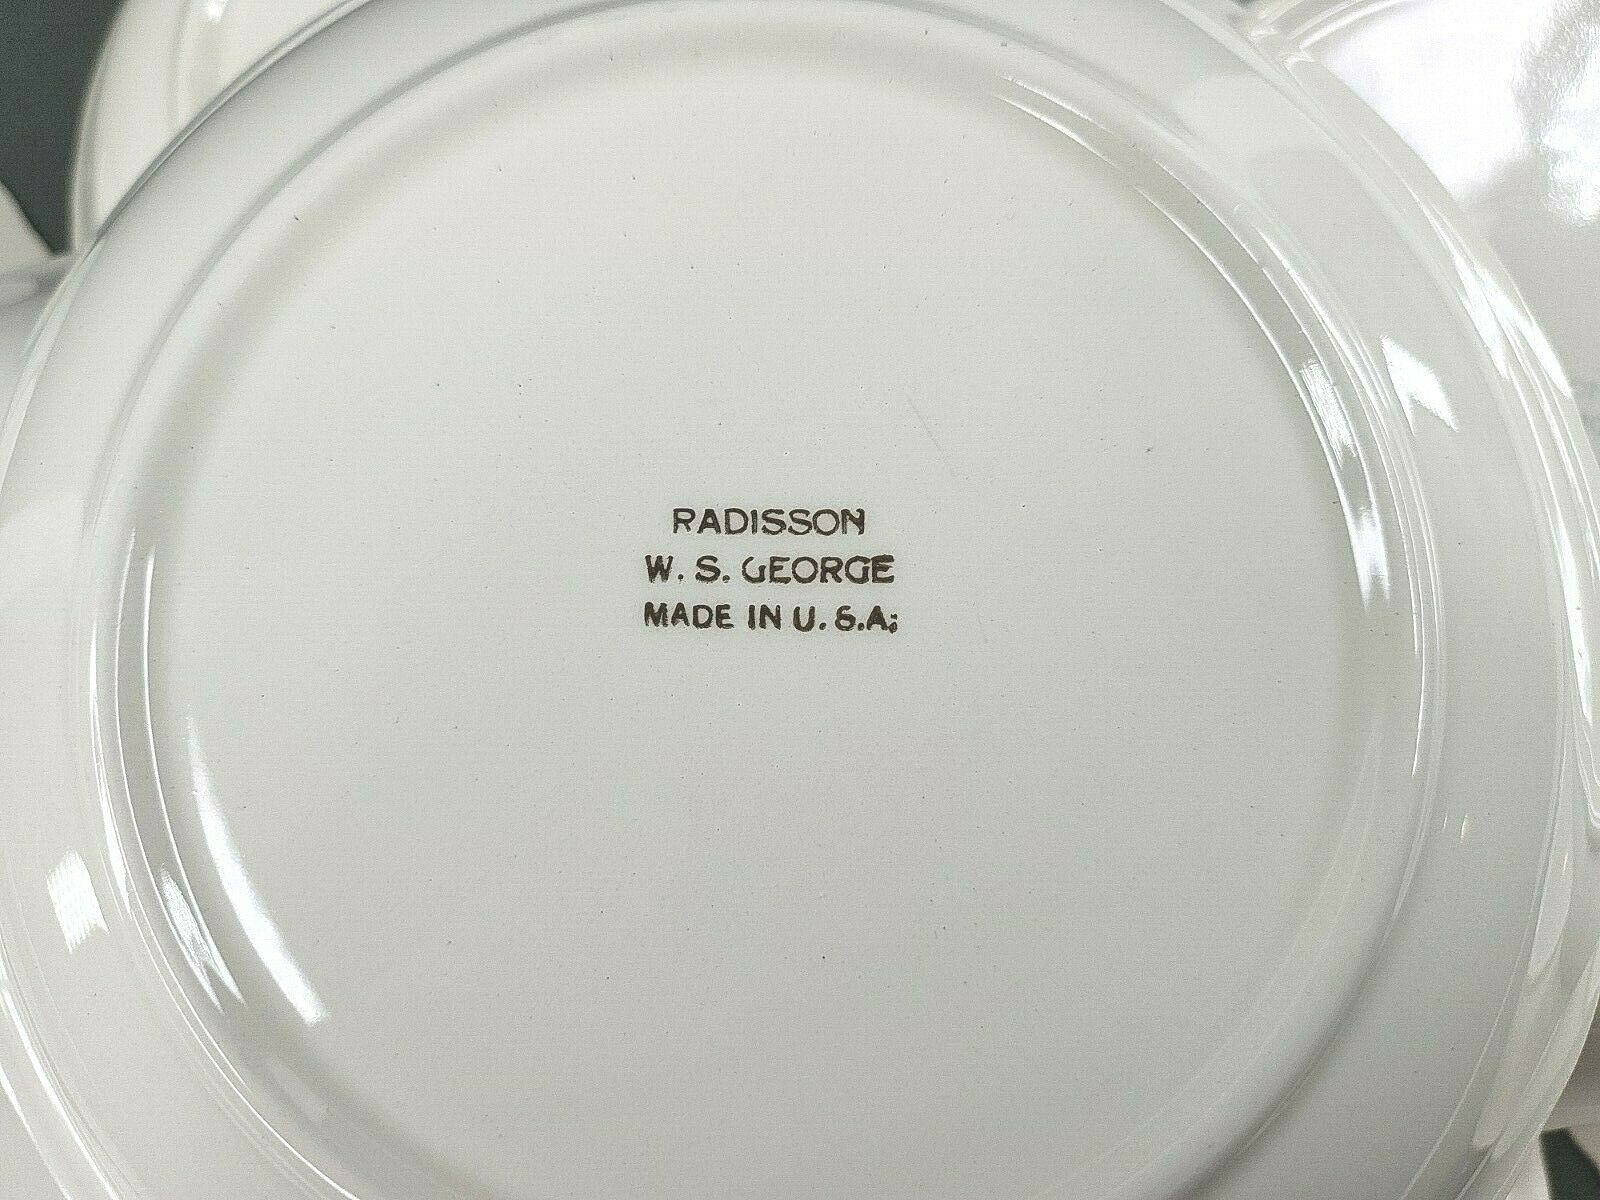 RADISSON
W. S. GEORGE
MADE IN U. S.A.